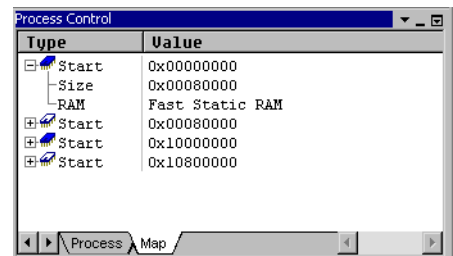 Process Control
Type Value
Start 0x00000000
Size 0x00080000
RAM Fast Static RAM
Start 0x00080000
Start 0x10000000
Start 0x10800000
Process Map